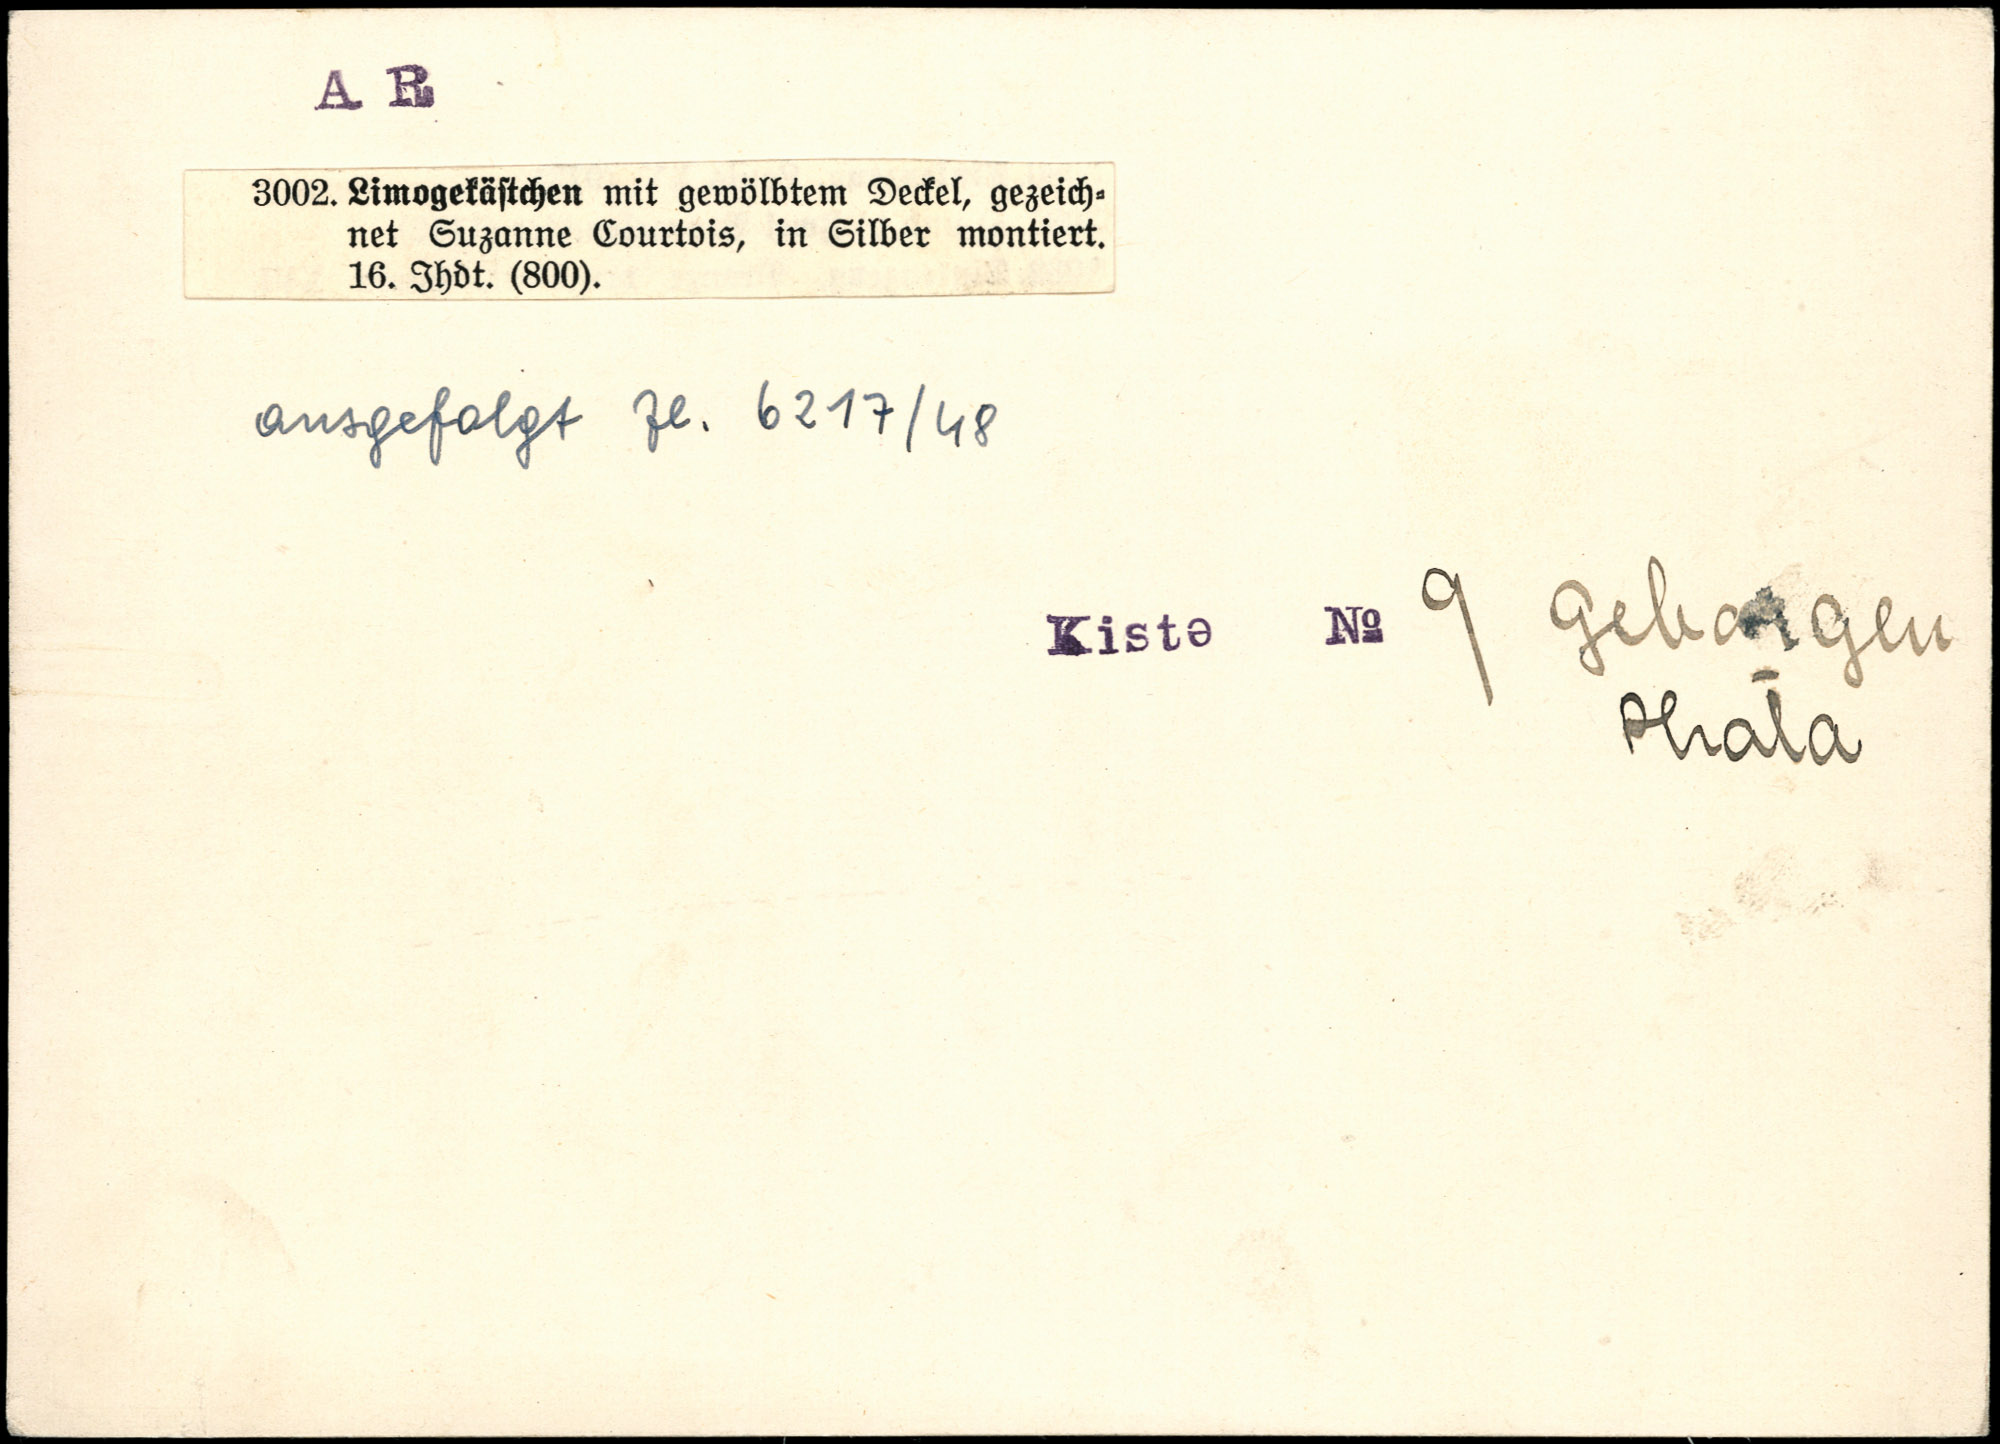 A R
3002. Limogekästchen mit gewölbtem Deckel, gezeich-
net Suzanne Courtois, in Silber montiert.
16. Jhdt. (800).
ausgefolgt Zl. 6217/48
Kiste № 9 geborgen